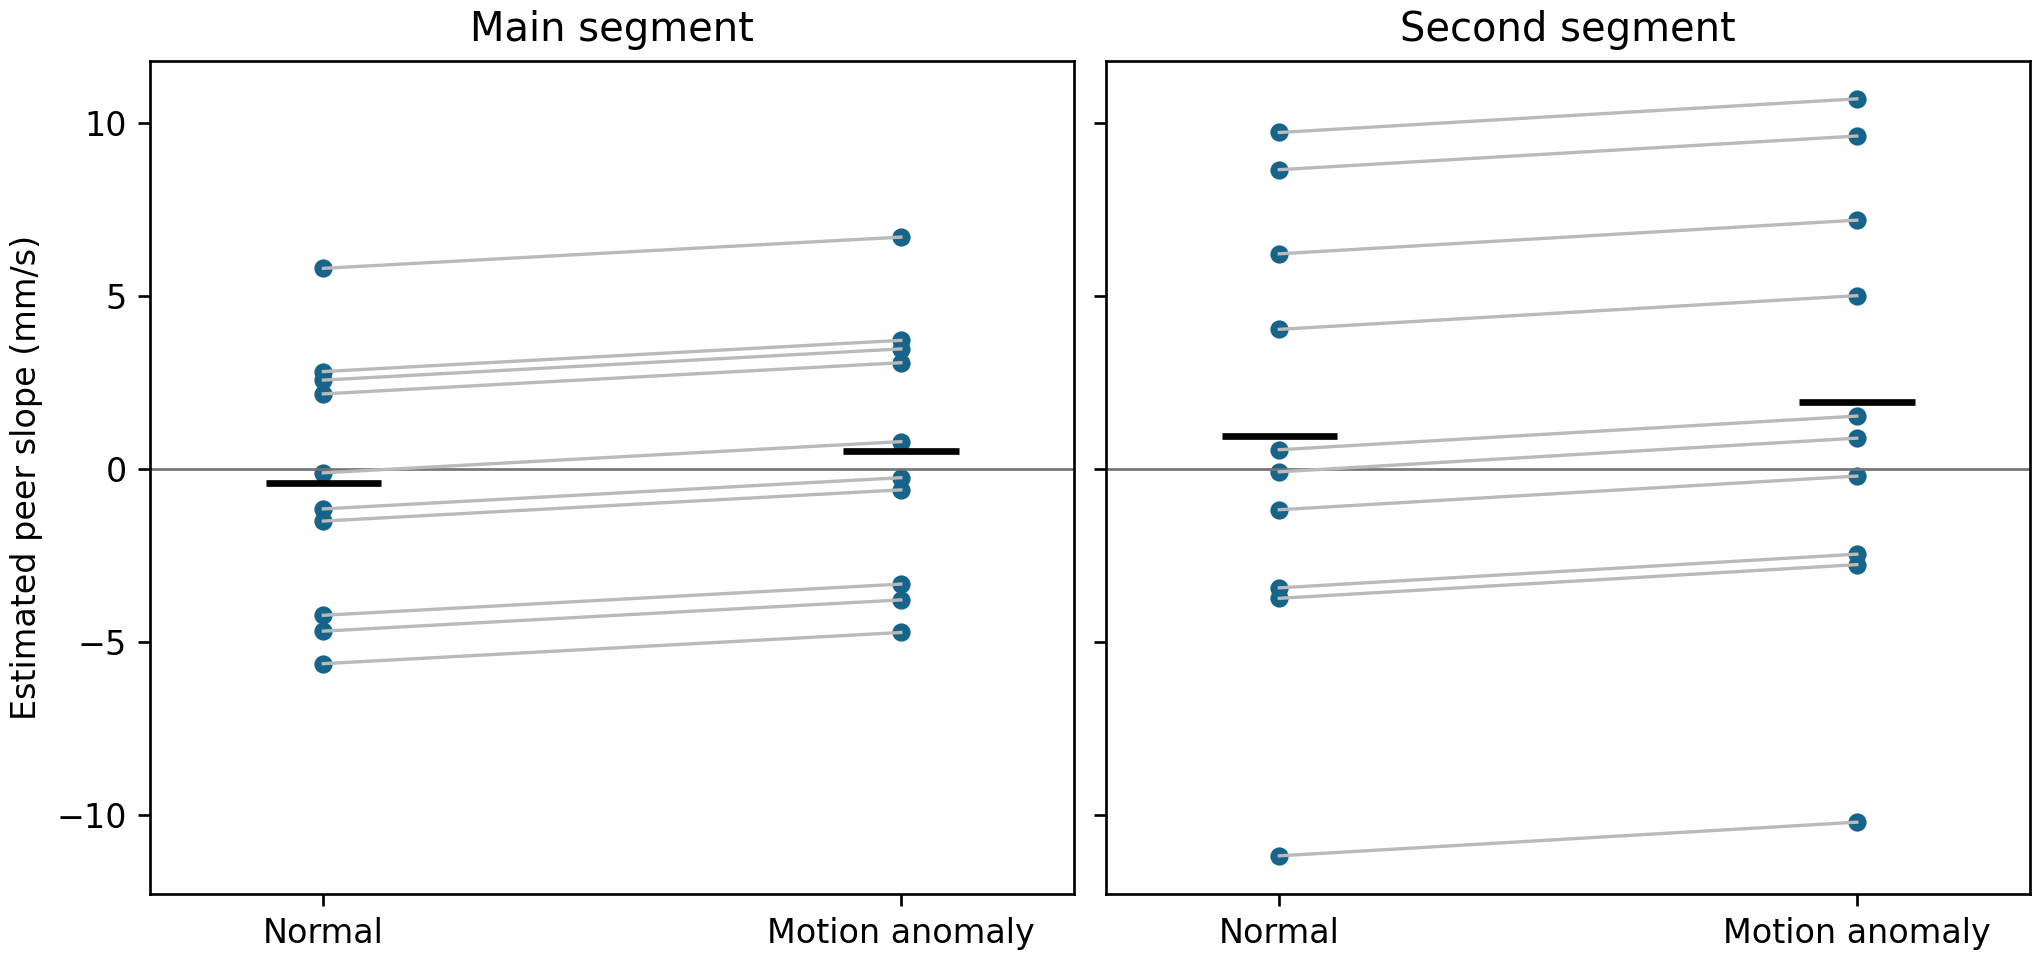 Main segment
Second segment
Estimated peer slope (mm/s)
10
5
0
−5
−10
Normal
Motion anomaly
Normal
Motion anomaly